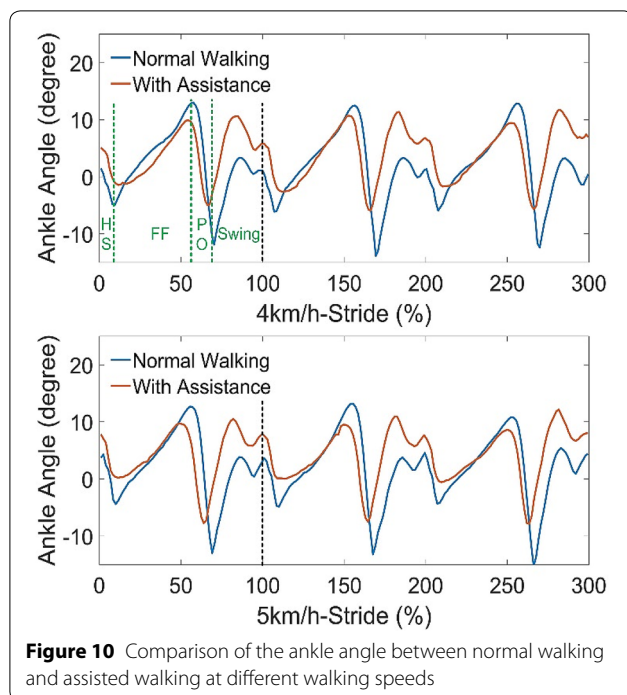 Normal Walking
With Assistance
Ankle Angle (degree)
20
10
0
-10
H S
FF
P O
Swing
0 50 100 150 200 250 300
4km/h-Stride (%)
Normal Walking
With Assistance
Ankle Angle (degree)
20
10
0
-10
0 50 100 150 200 250 300
5km/h-Stride (%)
Figure 10 Comparison of the ankle angle between normal walking
and assisted walking at different walking speeds